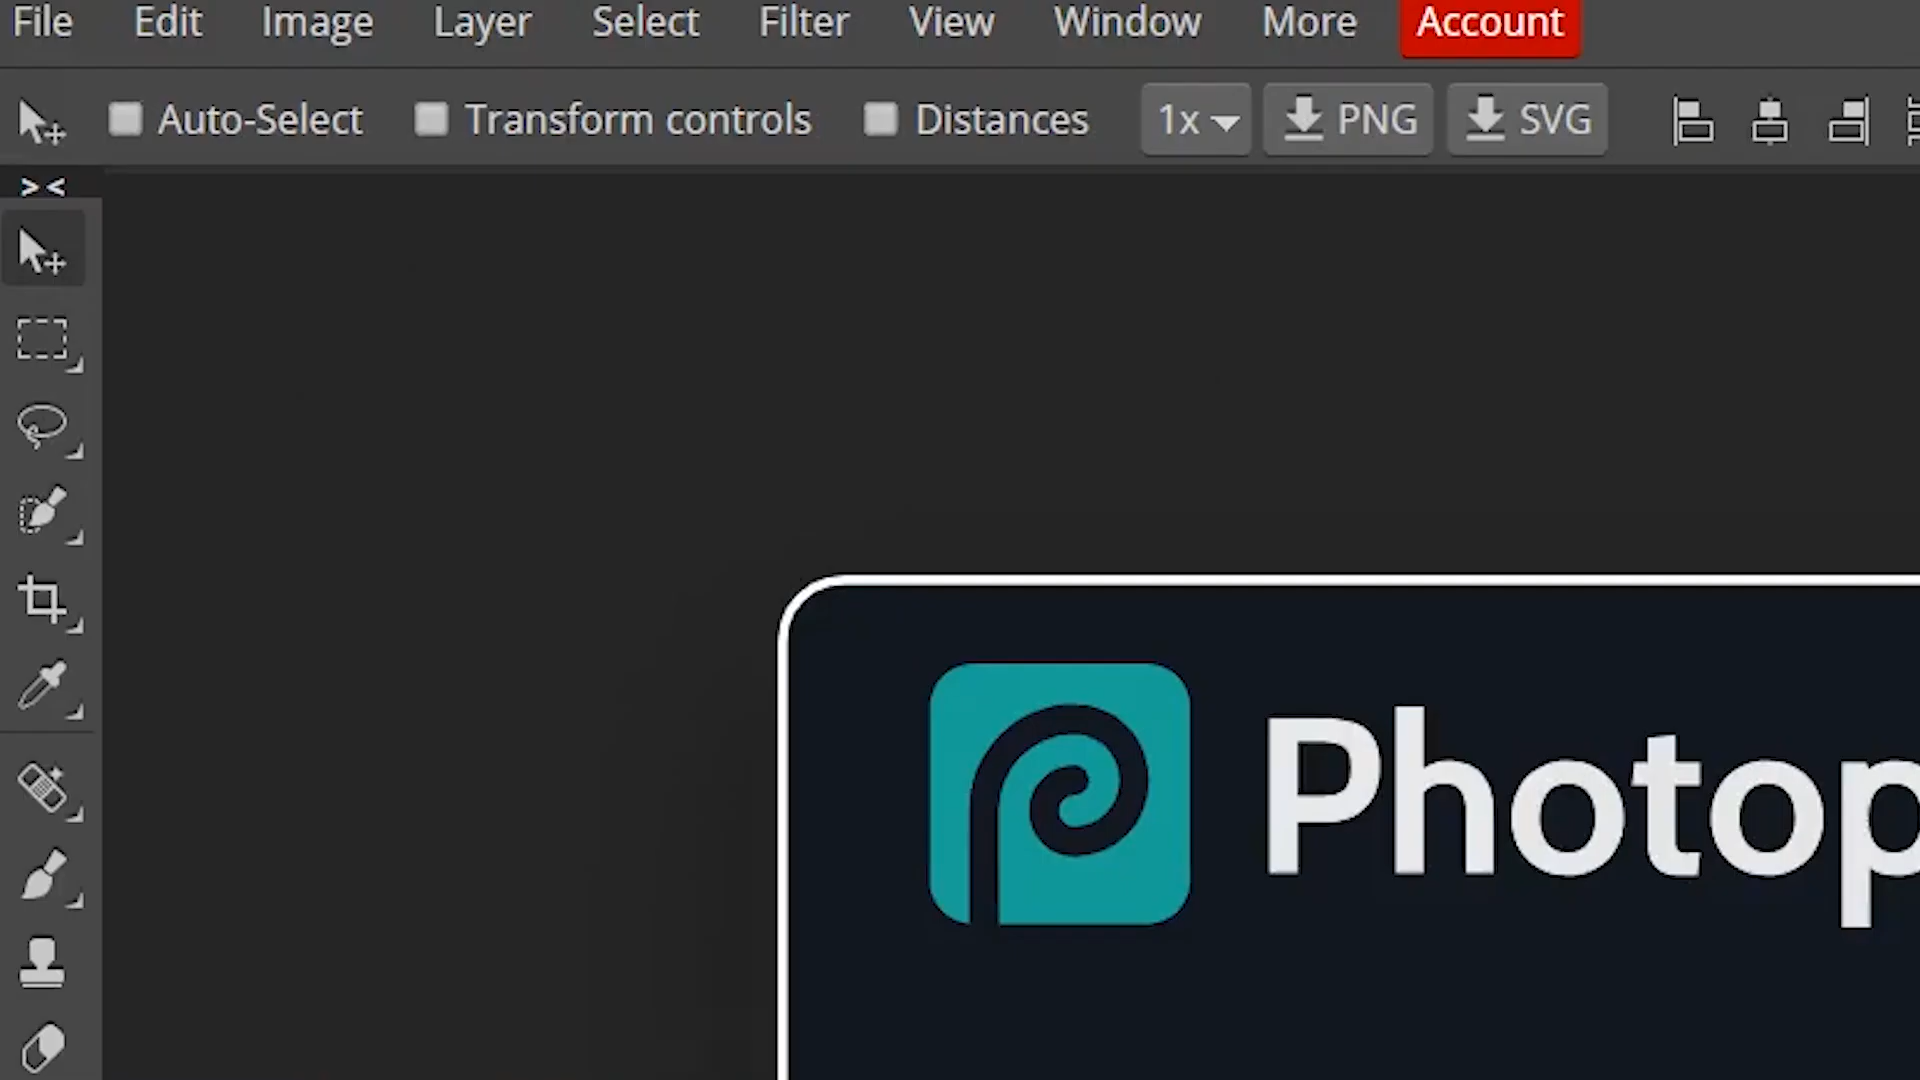 File Edit Image Layer Select Filter View Window More Account
Auto-Select Transform controls Distances 1x PNG SVG
> <
Photop